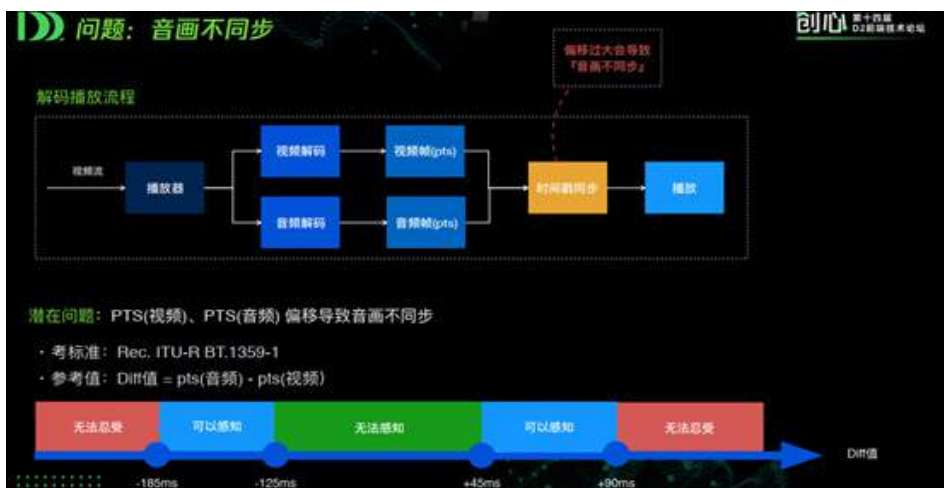 问题：音画不同步
创心 第十四届
D2前端技术论坛
偏移过大会导致
『音画不同步』
解码播放流程
视频流
播放器
视频解码
视频帧(pts)
音频解码
音频帧(pts)
时间戳同步
播放
潜在问题：PTS(视频)、PTS(音频) 偏移导致音画不同步
· 考标准：Rec. ITU-R BT.1359-1
· 参考值：Diff值 = pts(音频) - pts(视频)
无法忍受 可以感知 无法感知 可以感知 无法忍受
Diff值
-185ms -125ms +45ms +90ms